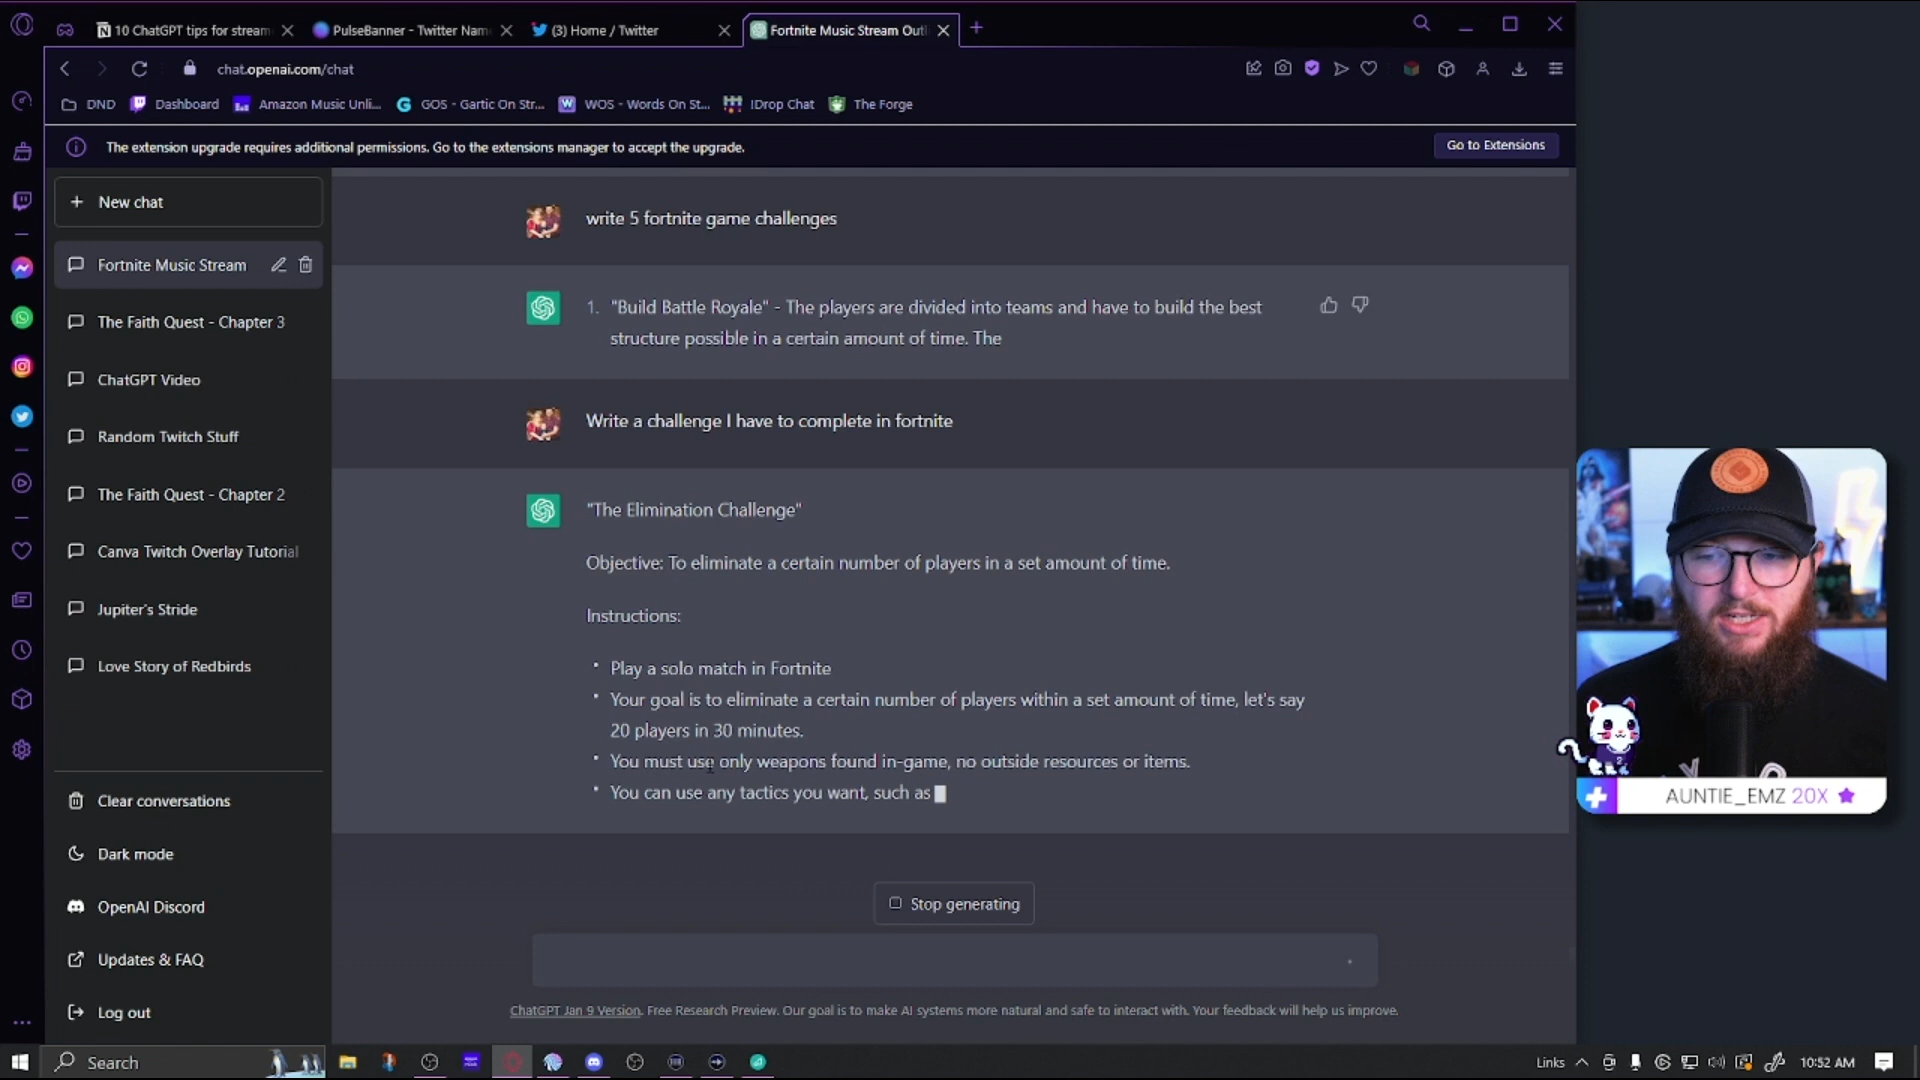 10 ChatGPT tips for stream
PulseBanner - Twitter Nam
(3) Home / Twitter
Fortnite Music Stream Outl
chat.openai.com/chat
DND
Dashboard
Amazon Music Unli...
GOS - Gartic On Str...
WOS - Words On St...
!Drop Chat
The Forge
The extension upgrade requires additional permissions. Go to the extensions manager to accept the upgrade.
Go to Extensions
New chat
Fortnite Music Stream
The Faith Quest - Chapter 3
ChatGPT Video
Random Twitch Stuff
The Faith Quest - Chapter 2
Canva Twitch Overlay Tutorial
Jupiter's Stride
Love Story of Redbirds
Clear conversations
Dark mode
OpenAI Discord
Updates & FAQ
Log out
write 5 fortnite game challenges
1. "Build Battle Royale" - The players are divided into teams and have to build the best
structure possible in a certain amount of time. The
Write a challenge I have to complete in fortnite
"The Elimination Challenge"
Objective: To eliminate a certain number of players in a set amount of time.
Instructions:
• Play a solo match in Fortnite
• Your goal is to eliminate a certain number of players within a set amount of time, let's say
20 players in 30 minutes.
• You must use only weapons found in-game, no outside resources or items.
• You can use any tactics you want, such as
Stop generating
ChatGPT Jan 9 Version. Free Research Preview. Our goal is to make AI systems more natural and safe to interact with. Your feedback will help us improve.
AUNTIE_EMZ 20X
Search
Links
10:52 AM